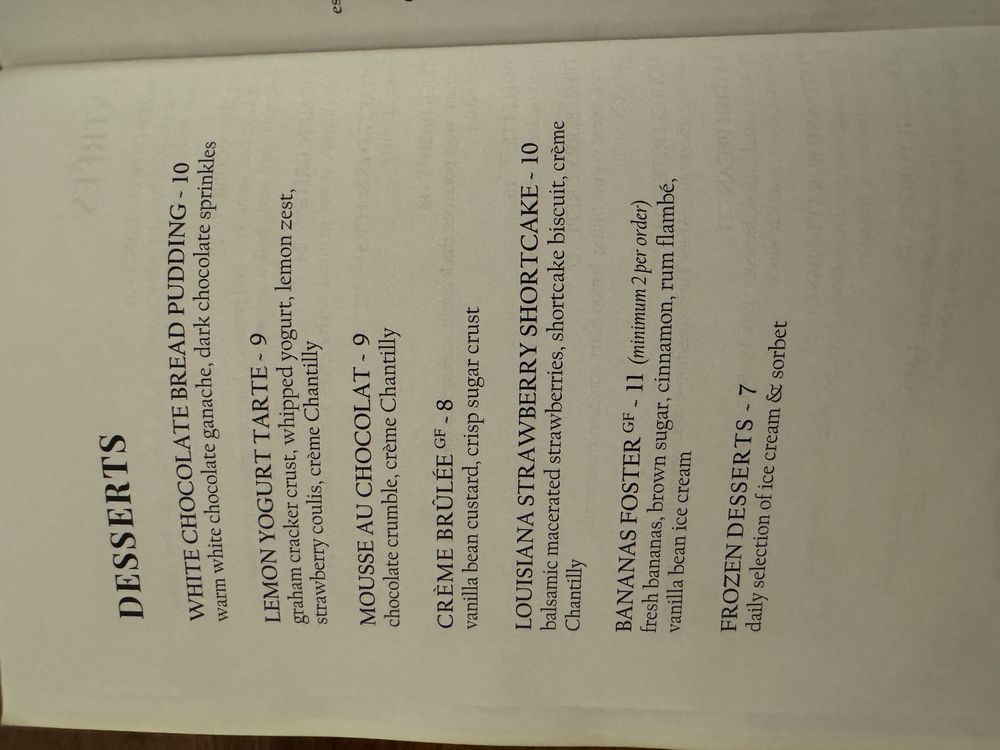 DESSERTS
WHITE CHOCOLATE BREAD PUDDING ~ 10
warm white chocolate ganache, dark chocolate sprinkles
LEMON YOGURT TARTE ~ 9
graham cracker crust, whipped yogurt, lemon zest,
strawberry coulis, crème Chantilly
MOUSSE AU CHOCOLAT ~ 9
chocolate crumble, crème Chantilly
CRÈME BRÛLÉE GF ~ 8
vanilla bean custard, crisp sugar crust
LOUISIANA STRAWBERRY SHORTCAKE ~ 10
balsamic macerated strawberries, shortcake biscuit, crème
Chantilly
BANANAS FOSTER GF ~ 11 (minimum 2 per order)
fresh bananas, brown sugar, cinnamon, rum flambé,
vanilla bean ice cream
FROZEN DESSERTS ~ 7
daily selection of ice cream & sorbet